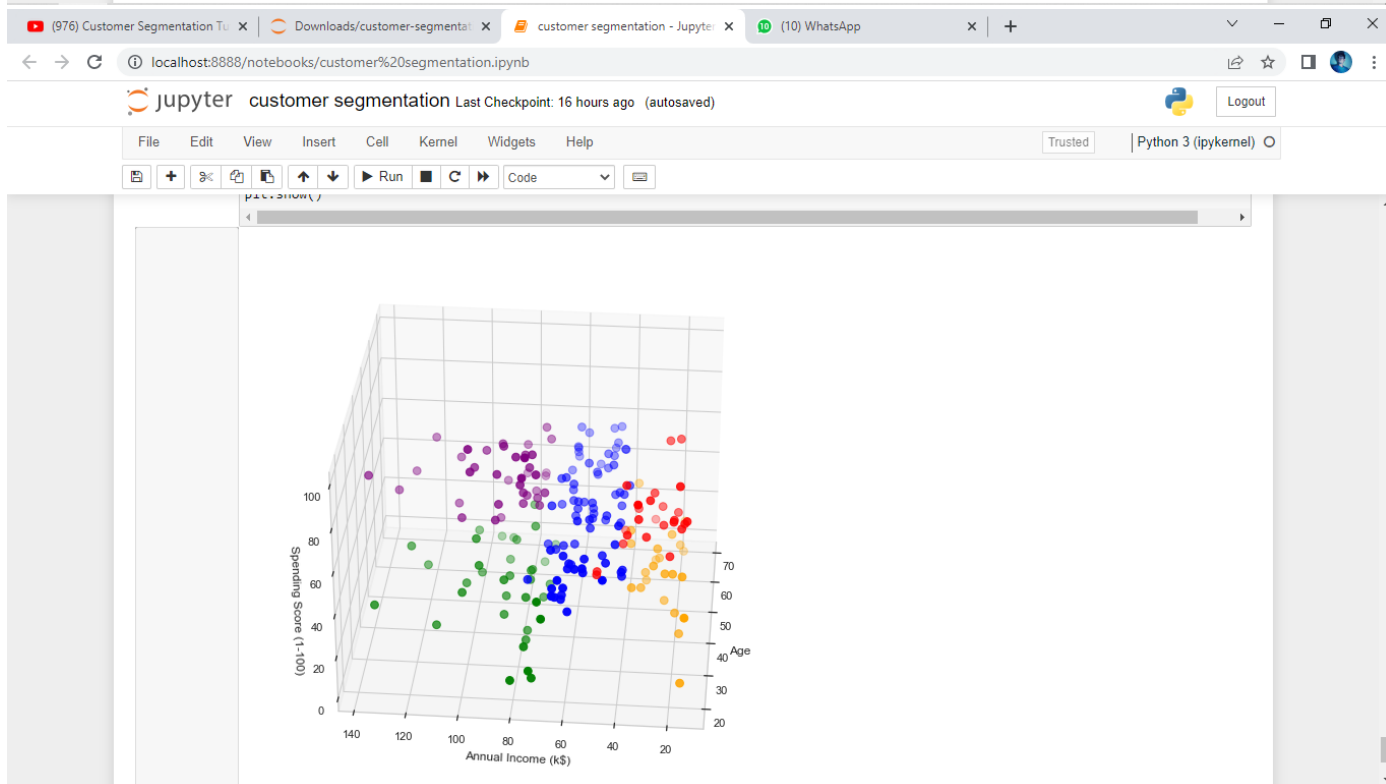 (976) Customer Segmentation Tu
Downloads/customer-segmentat
customer segmentation - Jupyte
10 (10) WhatsApp
localhost:8888/notebooks/customer%20segmentation.ipynb
jupyter customer segmentation Last Checkpoint: 16 hours ago (autosaved)
Logout
File Edit View Insert Cell Kernel Widgets Help
Trusted Python 3 (ipykernel)
Run Code
plt.show()
100
80
60
40
20
0
Spending Score (1-100)
140 120 100 80 60 40 20
Annual Income (k$)
70
60
50
40
30
20
Age